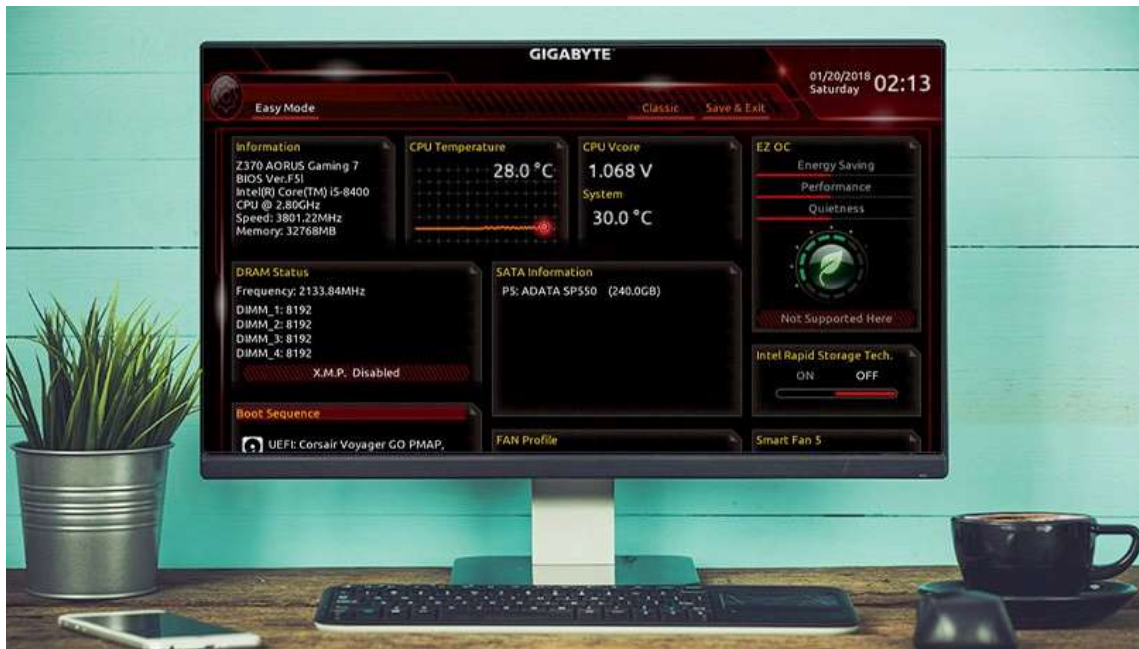 GIGABYTE
01/20/2018
Saturday
02:13
Easy Mode
Classic
Save & Exit
Information
Z370 AORUS Gaming 7
BIOS Ver.F5l
Intel(R) Core(TM) i5-8400
CPU @ 2.80GHz
Speed: 3801.22MHz
Memory: 32768MB
CPU Temperature
28.0 °C
CPU Vcore
1.068 V
System
30.0 °C
EZ OC
Energy Saving
Performance
Quietness
Not Supported Here
DRAM Status
Frequency: 2133.84MHz
DIMM_1: 8192
DIMM_2: 8192
DIMM_3: 8192
DIMM_4: 8192
X.M.P. Disabled
SATA Information
P5: ADATA SP550 (240.0GB)
Intel Rapid Storage Tech.
ON OFF
Boot Sequence
UEFI: Corsair Voyager GO PMAP,
FAN Profile
Smart Fan 5